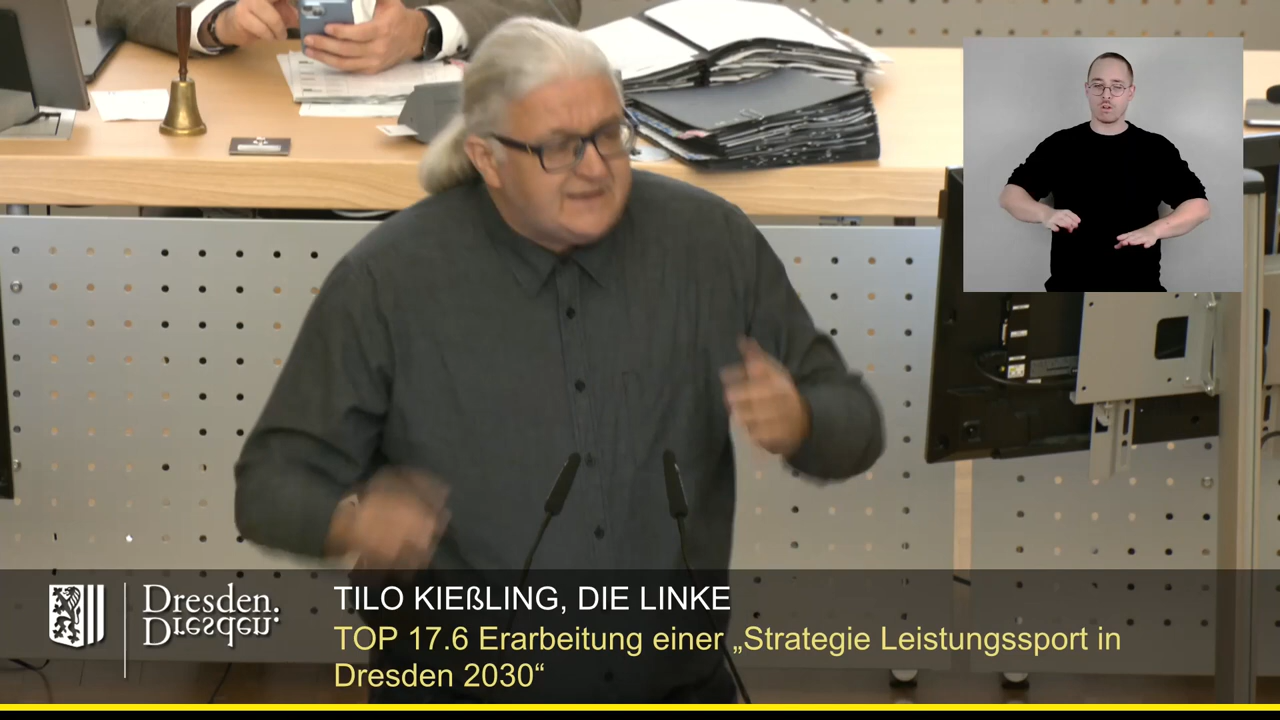 Dresden.
Dresden.
TILO KIEßLING, DIE LINKE
TOP 17.6 Erarbeitung einer „Strategie Leistungssport in
Dresden 2030“